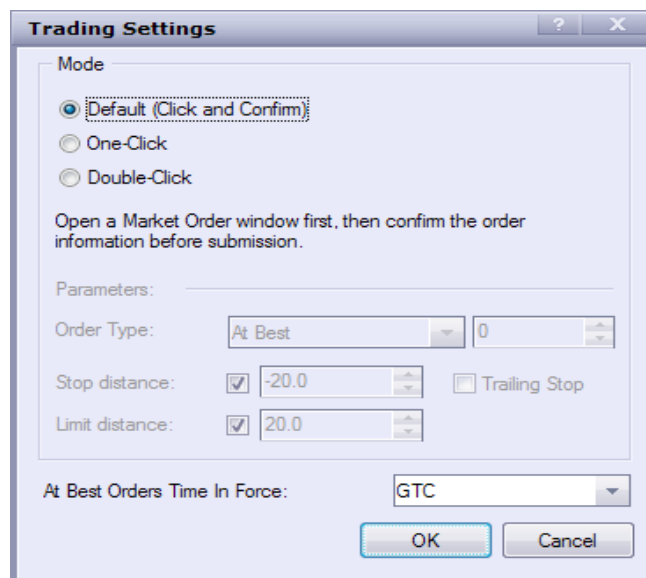 Trading Settings
? X
Mode
Default (Click and Confirm)
One-Click
Double-Click
Open a Market Order window first, then confirm the order
information before submission.
Parameters:
Order Type: At Best 0
Stop distance: -20.0 Trailing Stop
Limit distance: 20.0
At Best Orders Time In Force: GTC
OK Cancel